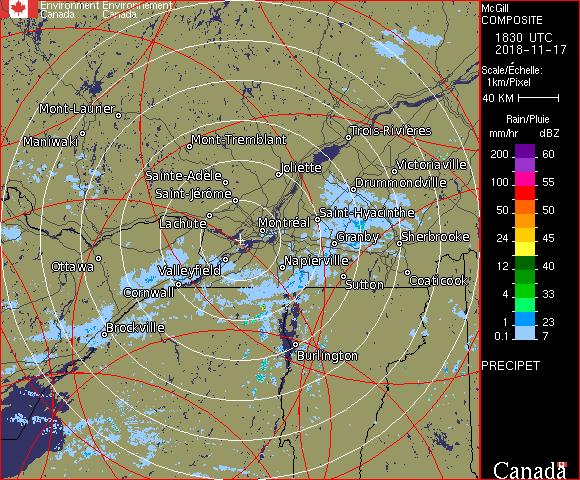 Environment Environnement
Canada Canada
McGill
COMPOSITE
1830 UTC
2018-11-17
Scale/Échelle:
1km/Pixel
40 KM
Rain/Pluie
mm/hr dBZ
200 60
100 55
75 53
50 50
24 45
12 40
4 33
1 23
0.1 7
PRECIPET
Canada
Mont-Laurier
Maniwaki
Mont-Tremblant
Trois-Rivières
Joliette
Victoriaville
Sainte-Adèle
Drummondville
Saint-Jérôme
Lachute
Saint-Hyacinthe
Montréal
Granby
Sherbrooke
Ottawa
Valleyfield
Napierville
Cornwall
Sutton
Coaticook
Brockville
Burlington